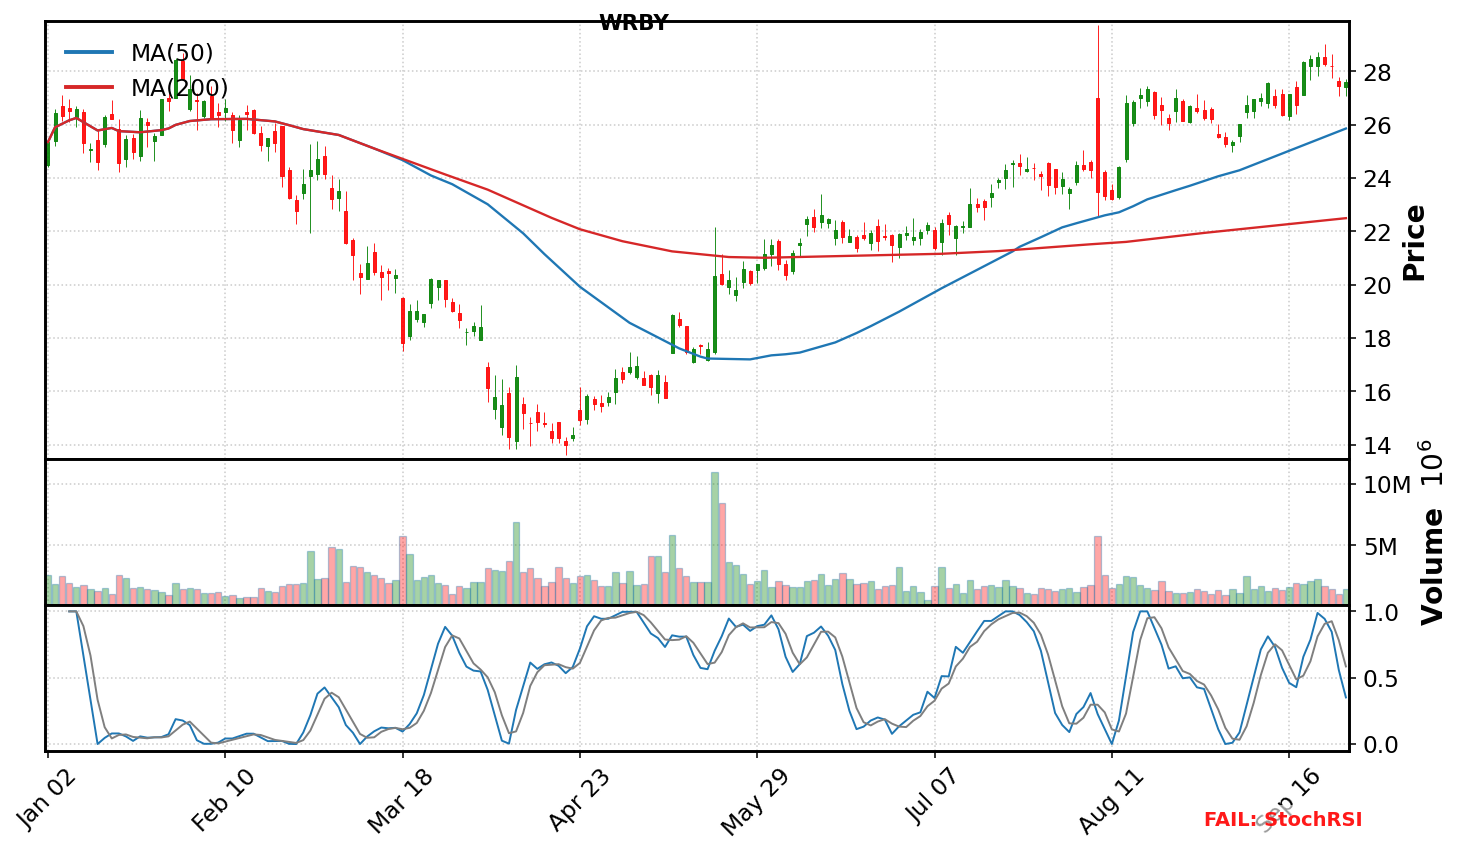 WRBY
MA(50)
MA(200)
28
26
24
22
20
18
16
14
Price
10M
5M
Volume 10^6
1.0
0.5
0.0
Jan 02
Feb 10
Mar 18
Apr 23
May 29
Jul 07
Aug 11
Sep 16
FAIL: StochRSI